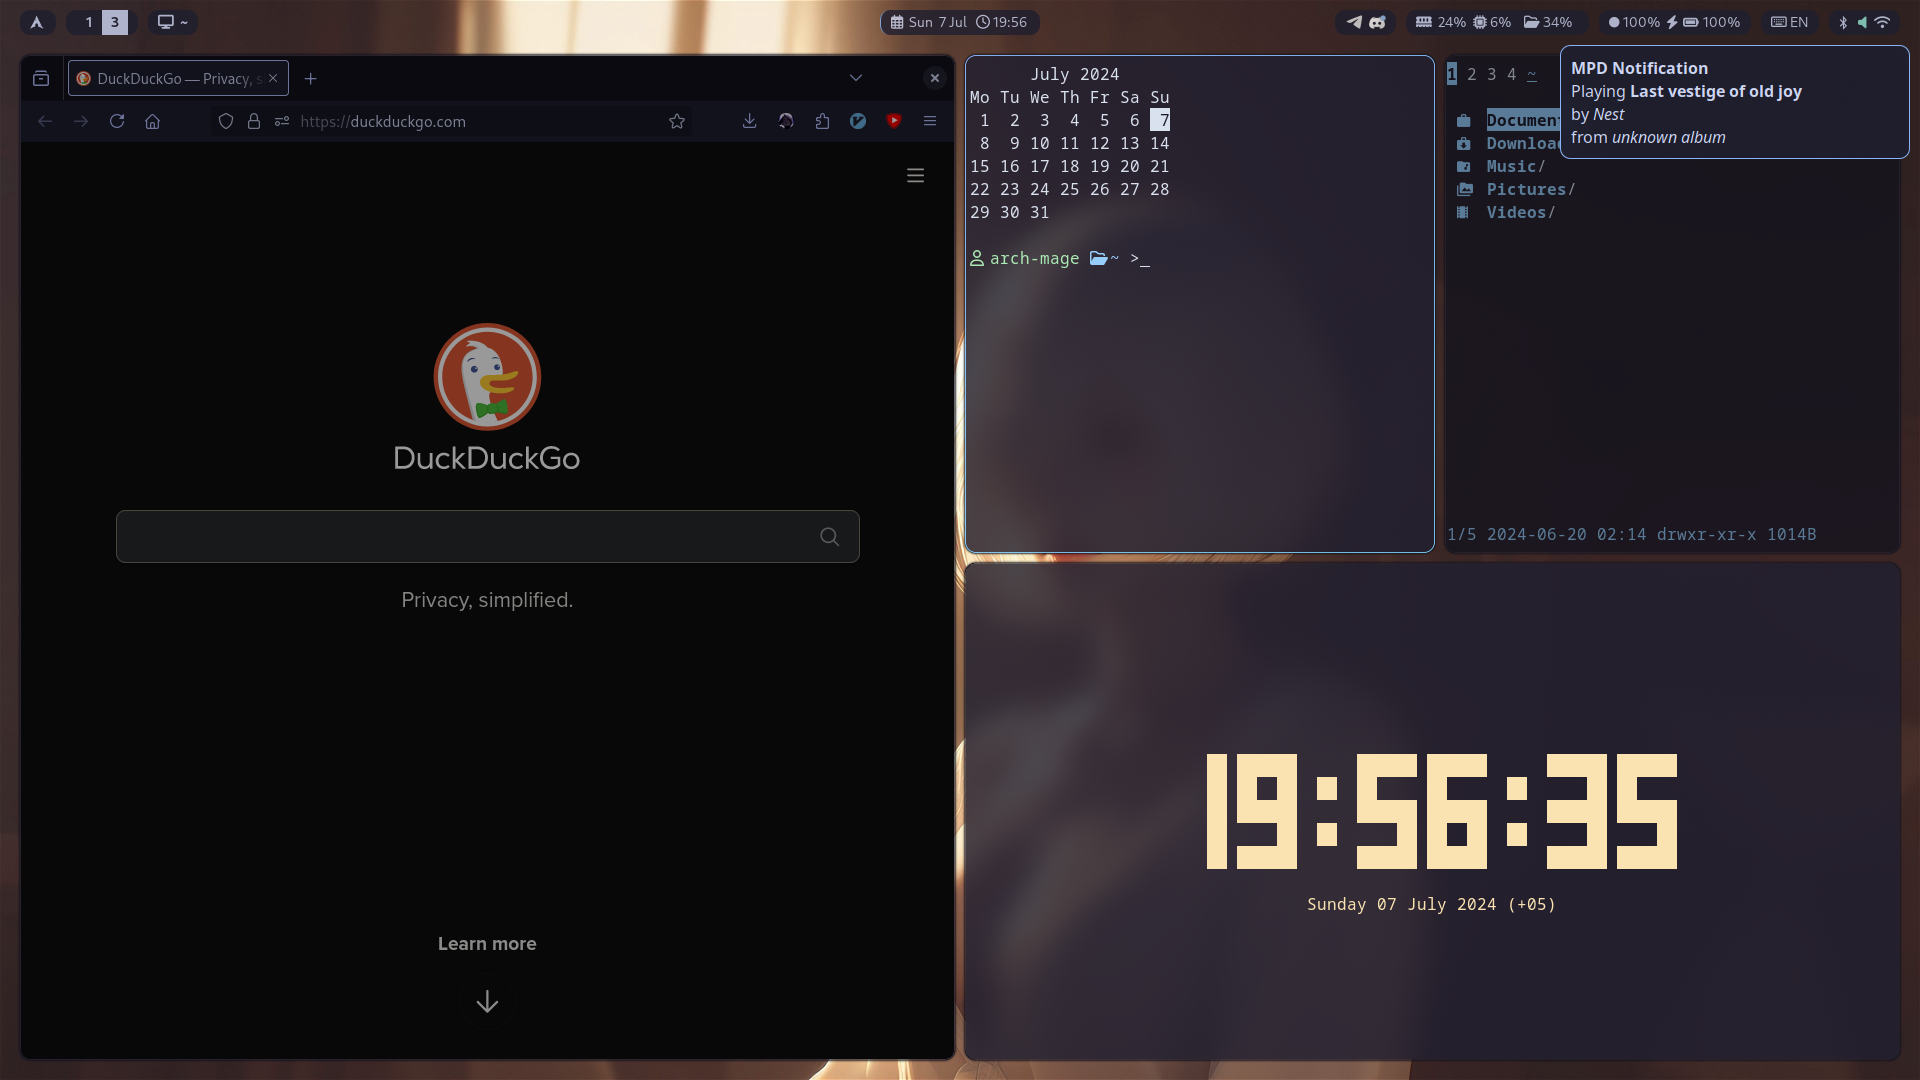 1 3 ~
Sun 7 Jul 19:56
24% 6% 34% 100% 100% EN
DuckDuckGo — Privacy, s
https://duckduckgo.com
DuckDuckGo
Privacy, simplified.
Learn more
July 2024
Mo Tu We Th Fr Sa Su
1 2 3 4 5 6 7
8 9 10 11 12 13 14
15 16 17 18 19 20 21
22 23 24 25 26 27 28
29 30 31
arch-mage ~ >_
1 2 3 4 ~
Documen
Downloa
Music/
Pictures/
Videos/
1/5 2024-06-20 02:14 drwxr-xr-x 1014B
MPD Notification
Playing Last vestige of old joy
by Nest
from unknown album
19:56:35
Sunday 07 July 2024 (+05)